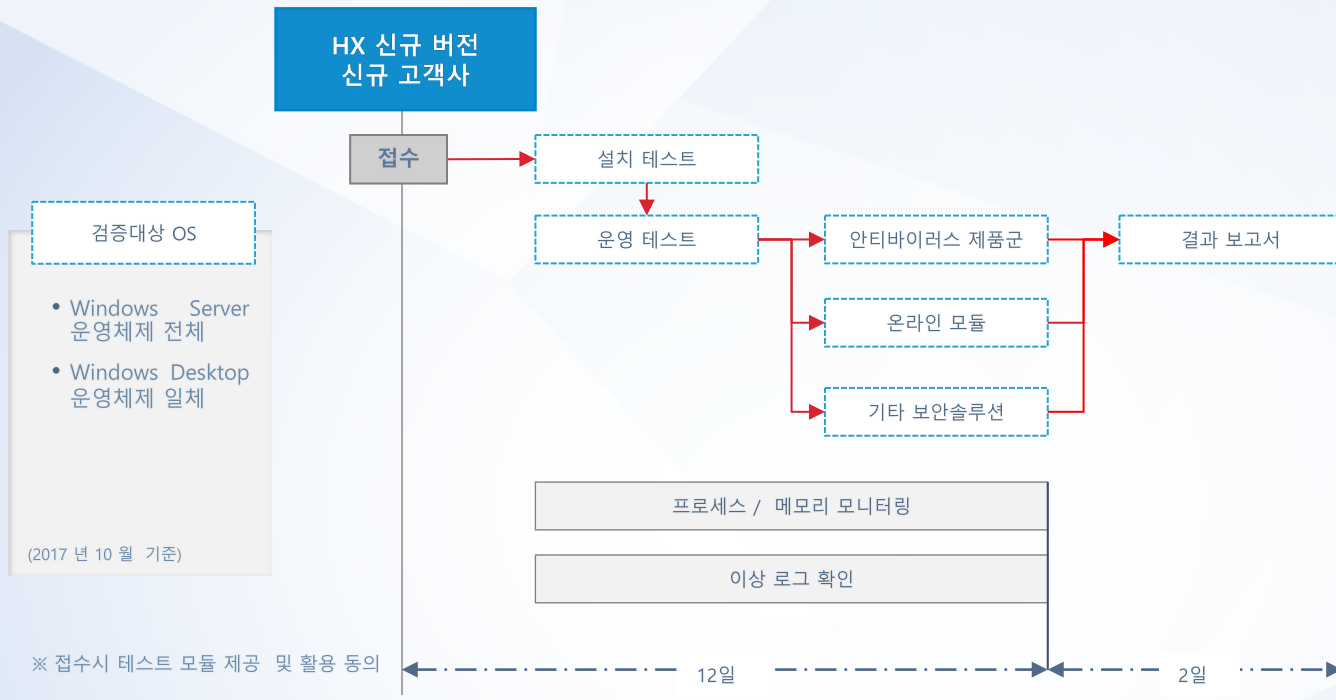 HX 신규 버전
신규 고객사
접수
설치 테스트
검증대상 OS
운영 테스트
안티바이러스 제품군
결과 보고서
• Windows Server
운영체제 전체
온라인 모듈
• Windows Desktop
운영체제 일체
기타 보안솔루션
프로세스 / 메모리 모니터링
(2017 년 10 월 기준)
이상 로그 확인
※ 접수시 테스트 모듈 제공 및 활용 동의
12일
2일